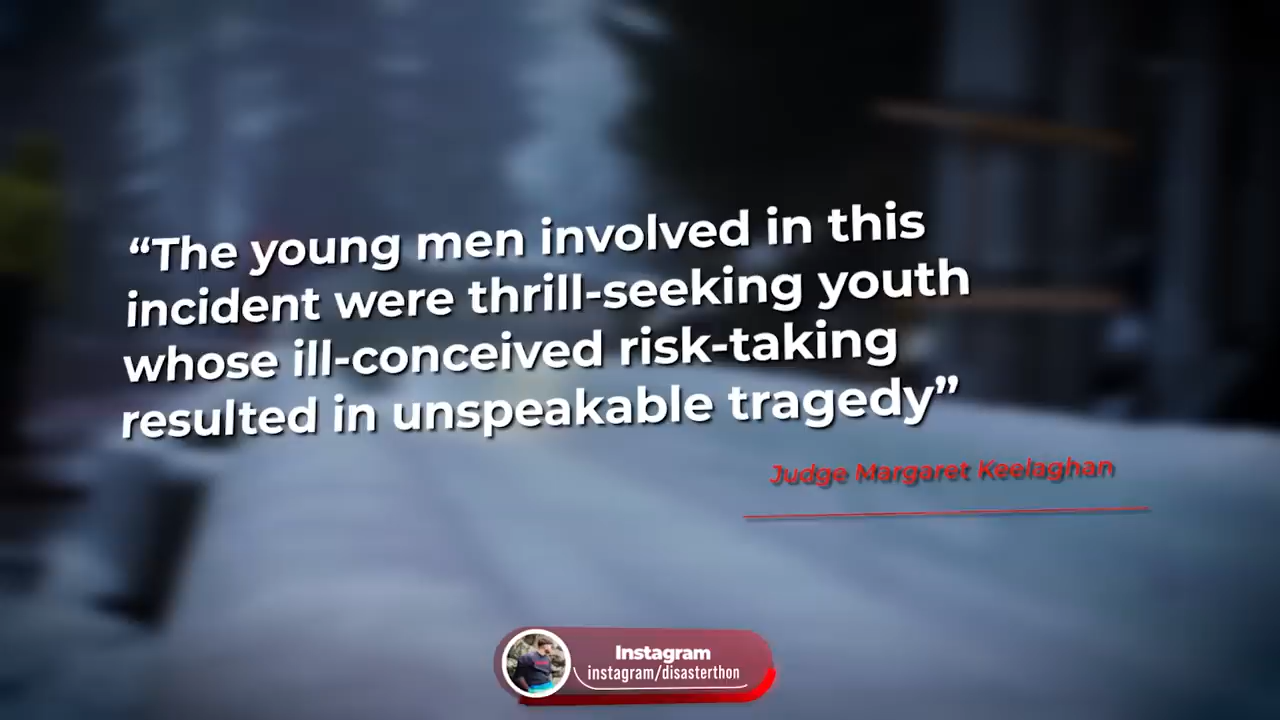 “The young men involved in this
incident were thrill-seeking youth
whose ill-conceived risk-taking
resulted in unspeakable tragedy”
Judge Margaret Keelaghan
Instagram
instagram/disasterthon